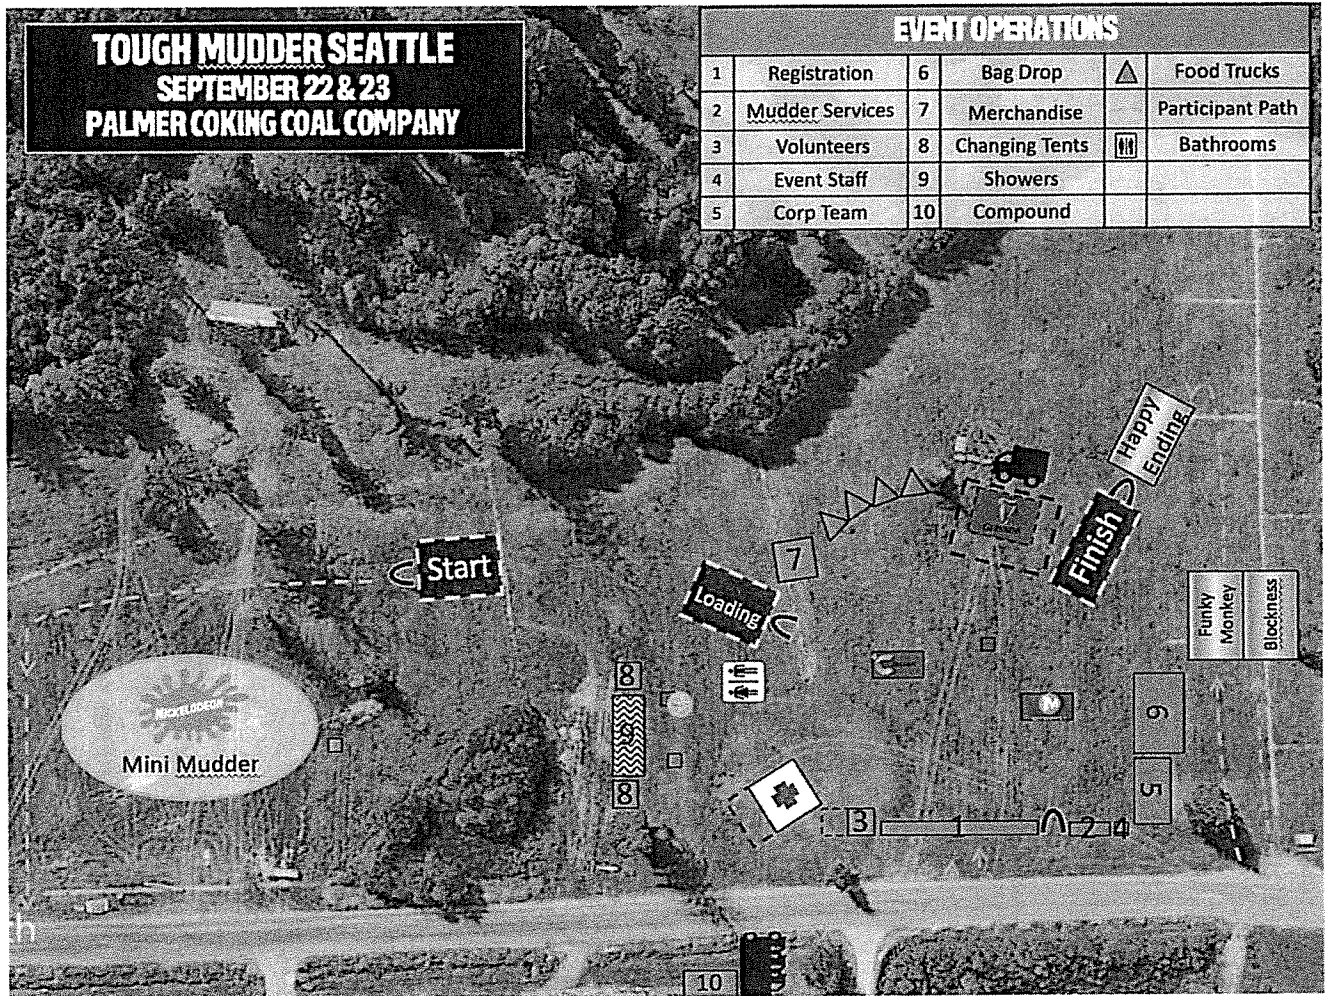 TOUGH MUDDER SEATTLE
SEPTEMBER 22 & 23
PALMER COKING COAL COMPANY
EVENT OPERATIONS
1 Registration 6 Bag Drop Food Trucks
2 Mudder Services 7 Merchandise Participant Path
3 Volunteers 8 Changing Tents Bathrooms
4 Event Staff 9 Showers
5 Corp Team 10 Compound
Happy
Ending
Finish
7
Start
Loading
Funky
Monkey
Blockness
8
9
8
NICKELODEON
Mini Mudder
M
6
5
3
1
2
4
h
10